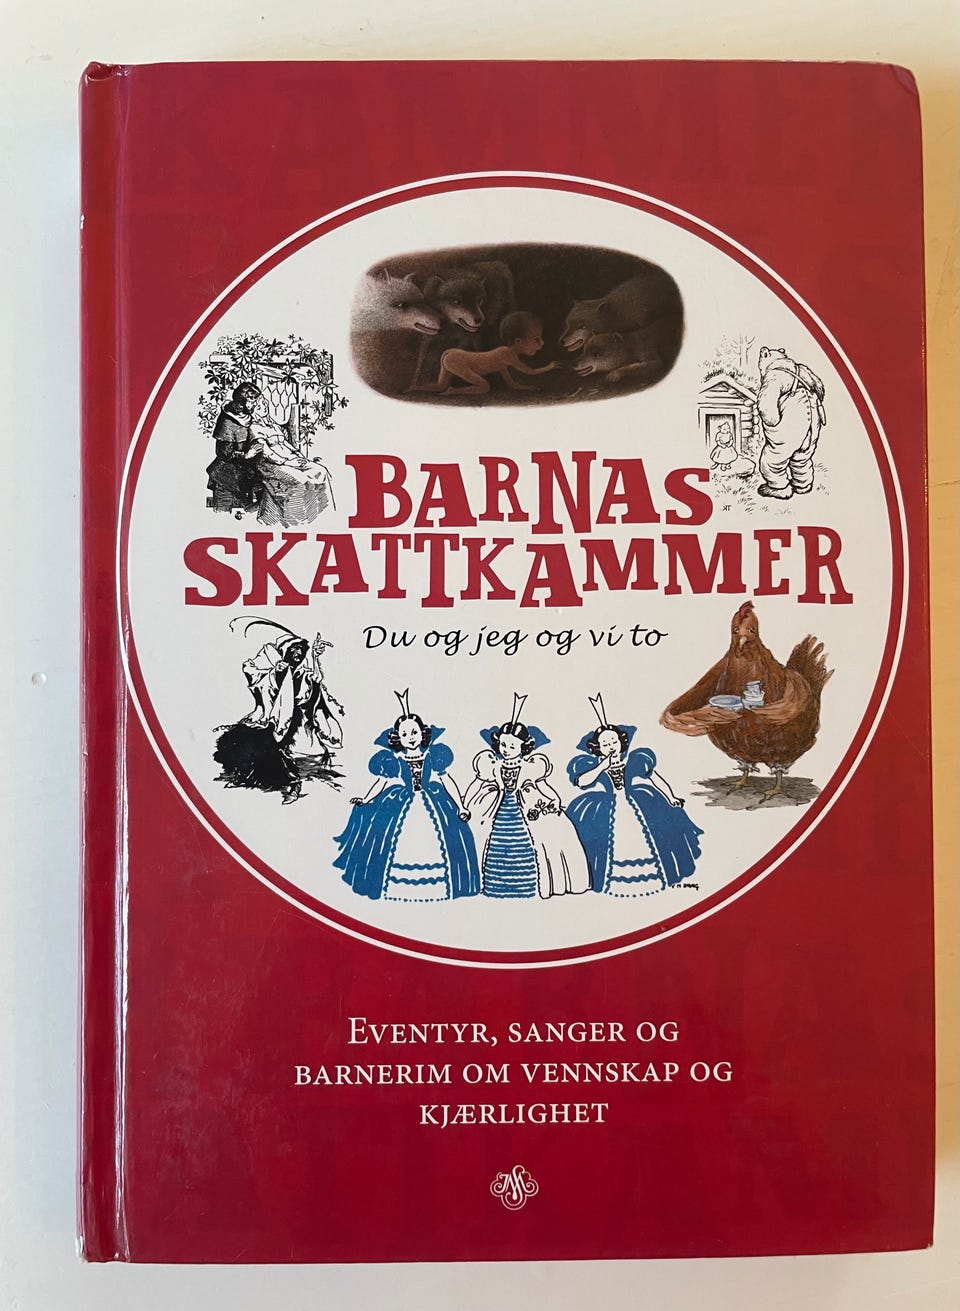 BARNAS
SKATTKAMMER
Du og jeg og vi to
EVENTYR, SANGER OG
BARNERIM OM VENNSKAP OG
KJÆRLIGHET